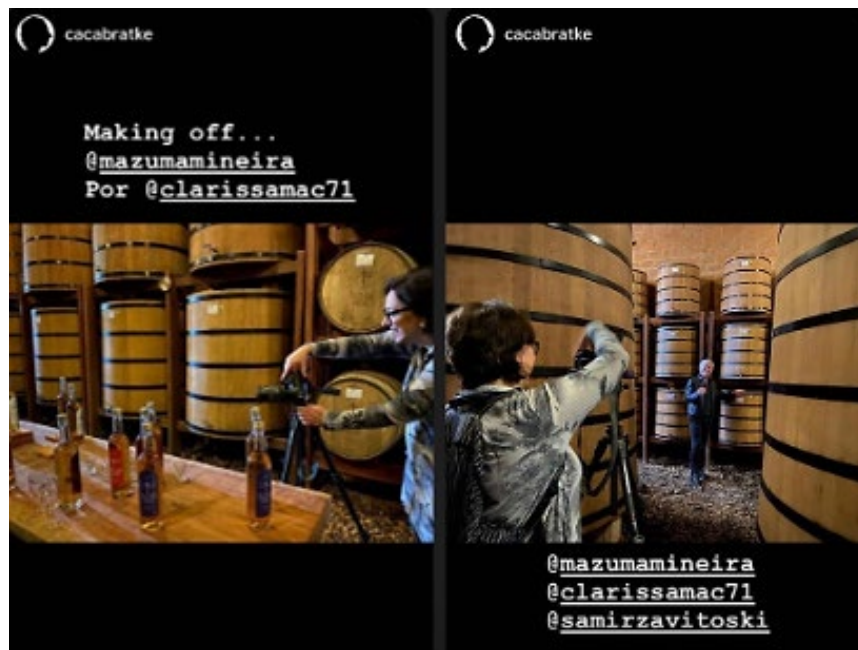 cacabratke
Making off...
@mazumamineira
Por @clarissamac71
cacabratke
@mazumamineira
@clarissamac71
@samirzavitoski